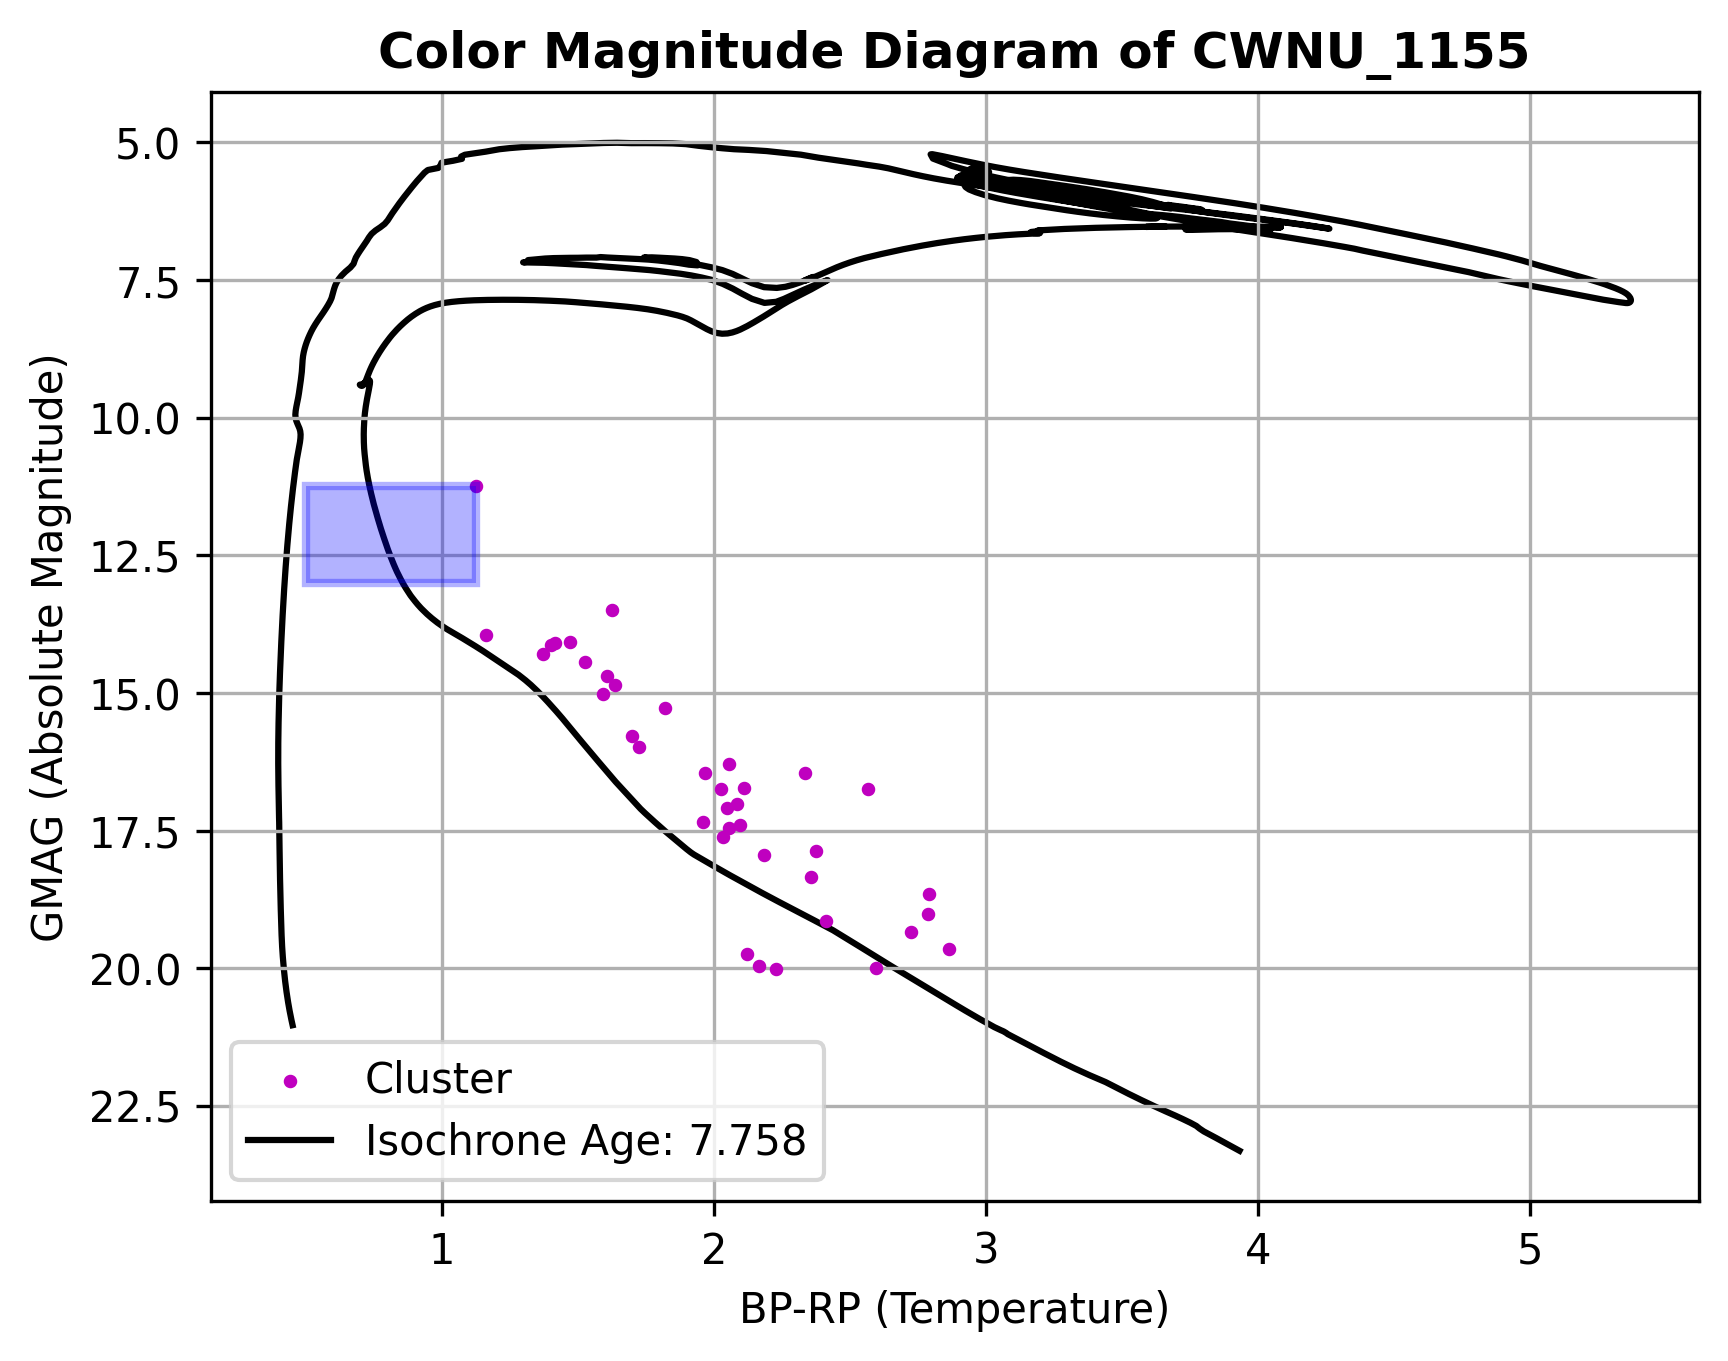 Color Magnitude Diagram of CWNU_1155
GMAG (Absolute Magnitude)
5.0
7.5
10.0
12.5
15.0
17.5
20.0
22.5
Cluster
Isochrone Age: 7.758
1 2 3 4 5
BP-RP (Temperature)